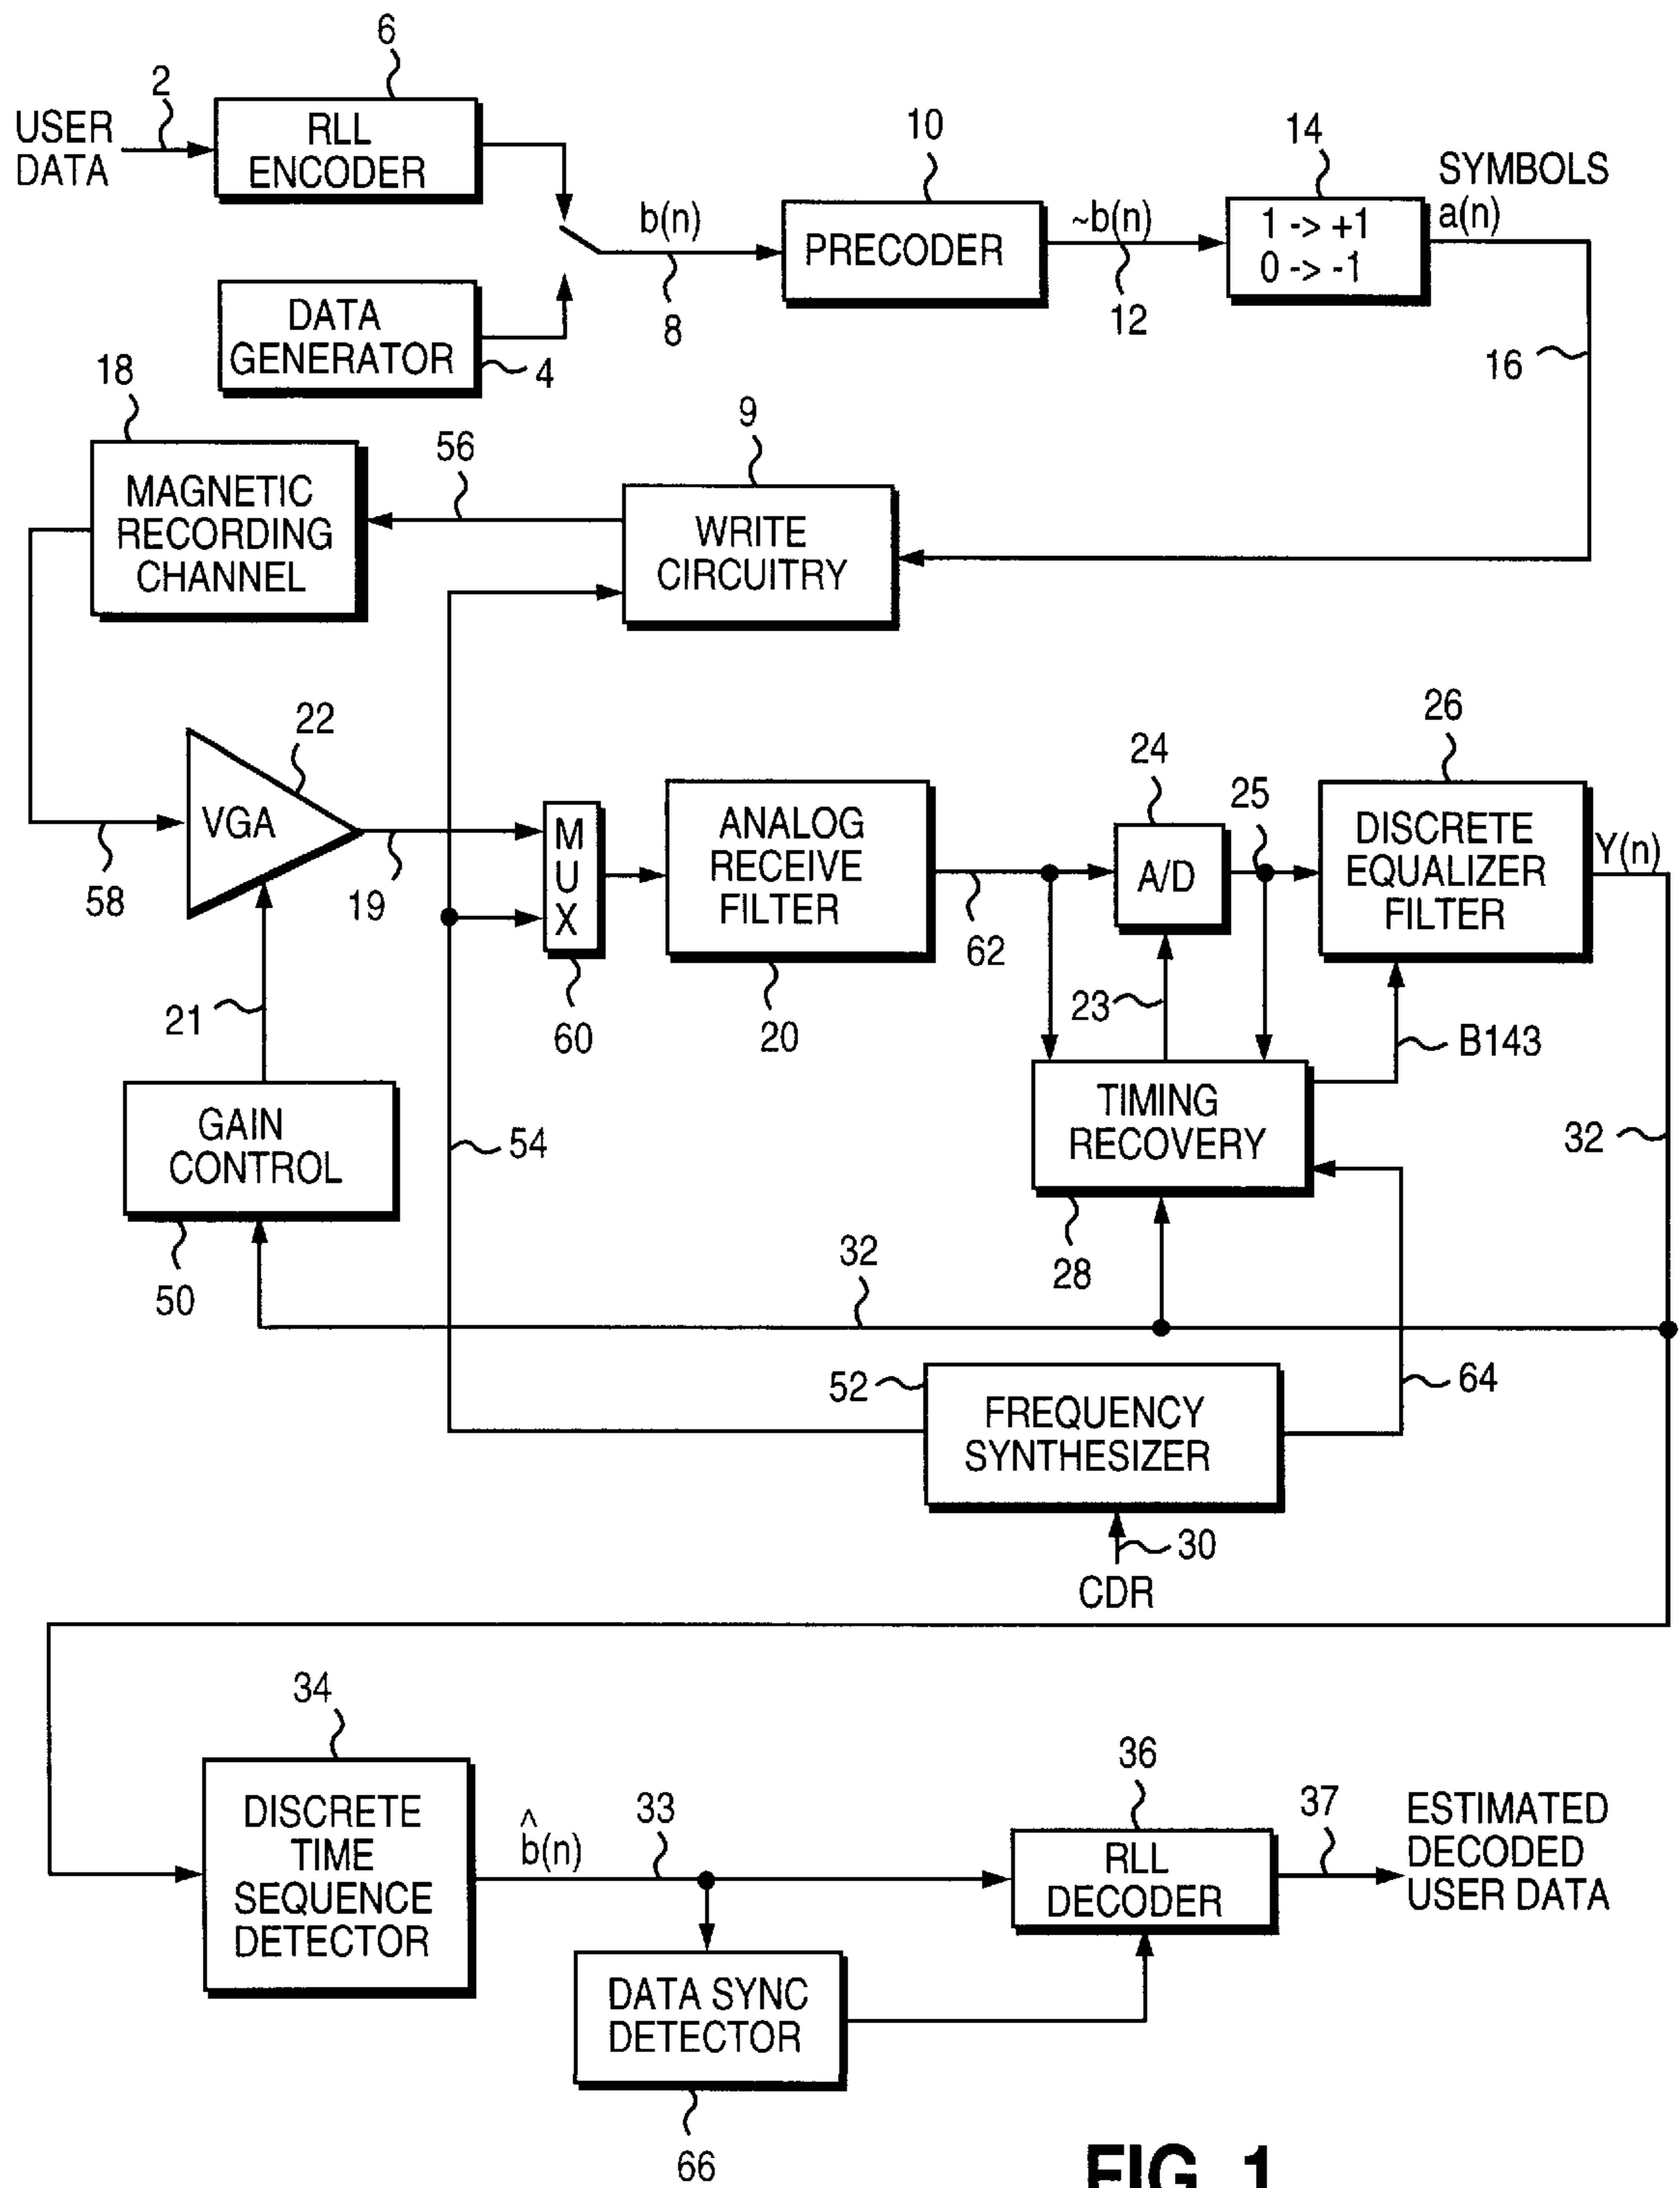 6
2
USER
DATA
RLL
ENCODER
10
14
SYMBOLS
a(n)
b(n)
PRECODER
~b(n)
1 -> +1
0 -> -1
8
12
DATA
GENERATOR
4
16
18
56
9
MAGNETIC
RECORDING
CHANNEL
WRITE
CIRCUITRY
22
VGA
58
19
21
M
U
X
60
ANALOG
RECEIVE
FILTER
20
62
24
A/D
25
26
DISCRETE
EQUALIZER
FILTER
Y(n)
23
B143
TIMING
RECOVERY
28
32
GAIN
CONTROL
50
54
32
52
FREQUENCY
SYNTHESIZER
64
30
CDR
34
DISCRETE
TIME
SEQUENCE
DETECTOR
^
b(n)
33
36
RLL
DECODER
37
ESTIMATED
DECODED
USER DATA
DATA SYNC
DETECTOR
66
FIG. 1